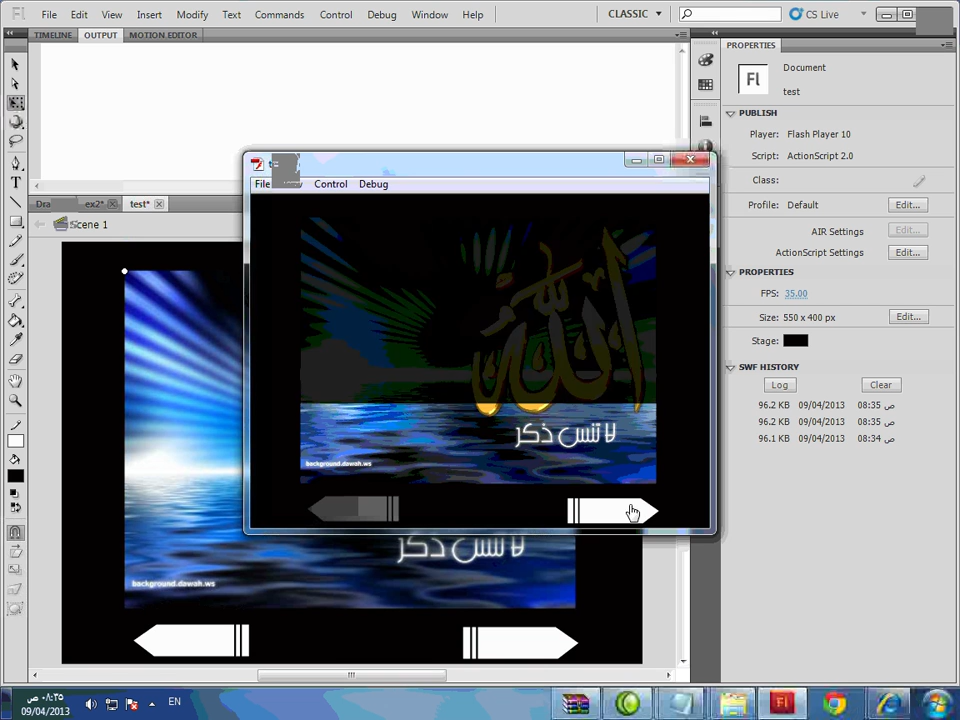 Fl File Edit View Insert Modify Text Commands Control Debug Window Help CLASSIC CS Live
TIMELINE OUTPUT MOTION EDITOR
PROPERTIES
Fl Document
test
PUBLISH
Player: Flash Player 10
Script: ActionScript 2.0
Class:
Profile: Default Edit...
AIR Settings Edit...
ActionScript Settings Edit...
PROPERTIES
FPS: 35.00
Size: 550 x 400 px Edit...
Stage:
SWF HISTORY
Log Clear
96.2 KB 09/04/2013 08:35 ص
96.2 KB 09/04/2013 08:35 ص
96.1 KB 09/04/2013 08:34 ص
Dra ex2* test*
Scene 1
File Control Debug
الله
لا تنس ذكر
background.dawah.ws
لا تنس ذكر
background.dawah.ws
ص ٠٨:٣٥
09/04/2013
EN
Fl